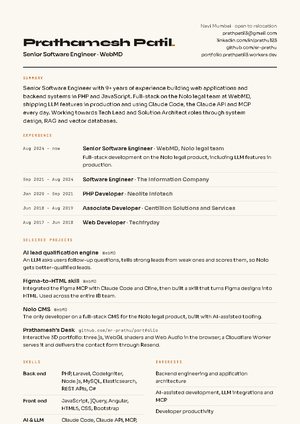 Navi Mumbai · open to relocation
prathamesttl3@gmail.com
linkedin.com/in/prathu123
github.com/mr-prathu
portfolio.prathamesttl3.workers.dev
Prathamesh Patil.
Senior Software Engineer · WebMD
SUMMARY
Senior Software Engineer with 9+ years of experience building web applications and
backend systems in PHP and JavaScript. Full-stack on the Nolo legal team at WebMD,
shipping LLM features in production and using Claude Code, the Claude API and MCP
every day. Working towards Tech Lead and Solution Architect roles through system
design, RAG and vector databases.
EXPERIENCE
Aug 2024 – now Senior Software Engineer · WebMD, Nolo legal team
Full-stack development on the Nolo legal product, including LLM features in
production.
Sep 2021 – Aug 2024 Software Engineer · The Information Company
Jan 2020 – Sep 2021 PHP Developer · Neolite Infotech
Jun 2018 – Aug 2019 Associate Developer · Centillion Solutions and Services
Aug 2017 – Jun 2018 Web Developer · Techfryday
SELECTED PROJECTS
AI lead qualification engine WebMD
An LLM asks users follow-up questions, tells strong leads from weak ones and scores them, so Nolo
gets better-qualified leads.
Figma-to-HTML skill WebMD
Integrated the Figma MCP with Claude Code and Cline, then built a skill that turns Figma designs into
HTML. Used across the entire IB team.
Nolo CMS WebMD
The only developer on a full-stack CMS for the Nolo legal product, built with AI-assisted tooling.
Prathamesh's Desk github.com/mr-prathu/portfolio
Interactive 3D portfolio: three.js, WebGL shaders and Web Audio in the browser, a Cloudflare Worker
serves it and delivers the contact form through Resend.
SKILLS
INTERESTS
Back end PHP, Laravel, CodeIgniter,
Node.js, MySQL, Elasticsearch,
REST APIs, C#
Backend engineering and application
architecture
Front end JavaScript, jQuery, Angular,
HTML5, CSS, Bootstrap
AI-assisted development, LLM integrations and
MCP
Developer productivity
AI & LLM Claude Code, Claude API, MCP,